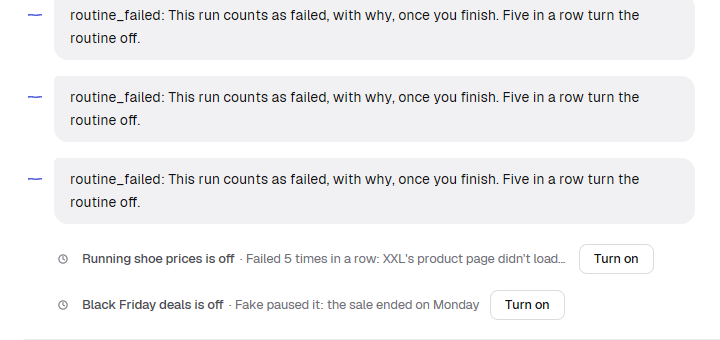 routine_failed: This run counts as failed, with why, once you finish. Five in a row turn the
routine off.
routine_failed: This run counts as failed, with why, once you finish. Five in a row turn the
routine off.
routine_failed: This run counts as failed, with why, once you finish. Five in a row turn the
routine off.
Running shoe prices is off · Failed 5 times in a row: XXL's product page didn't load… Turn on
Black Friday deals is off · Fake paused it: the sale ended on Monday Turn on